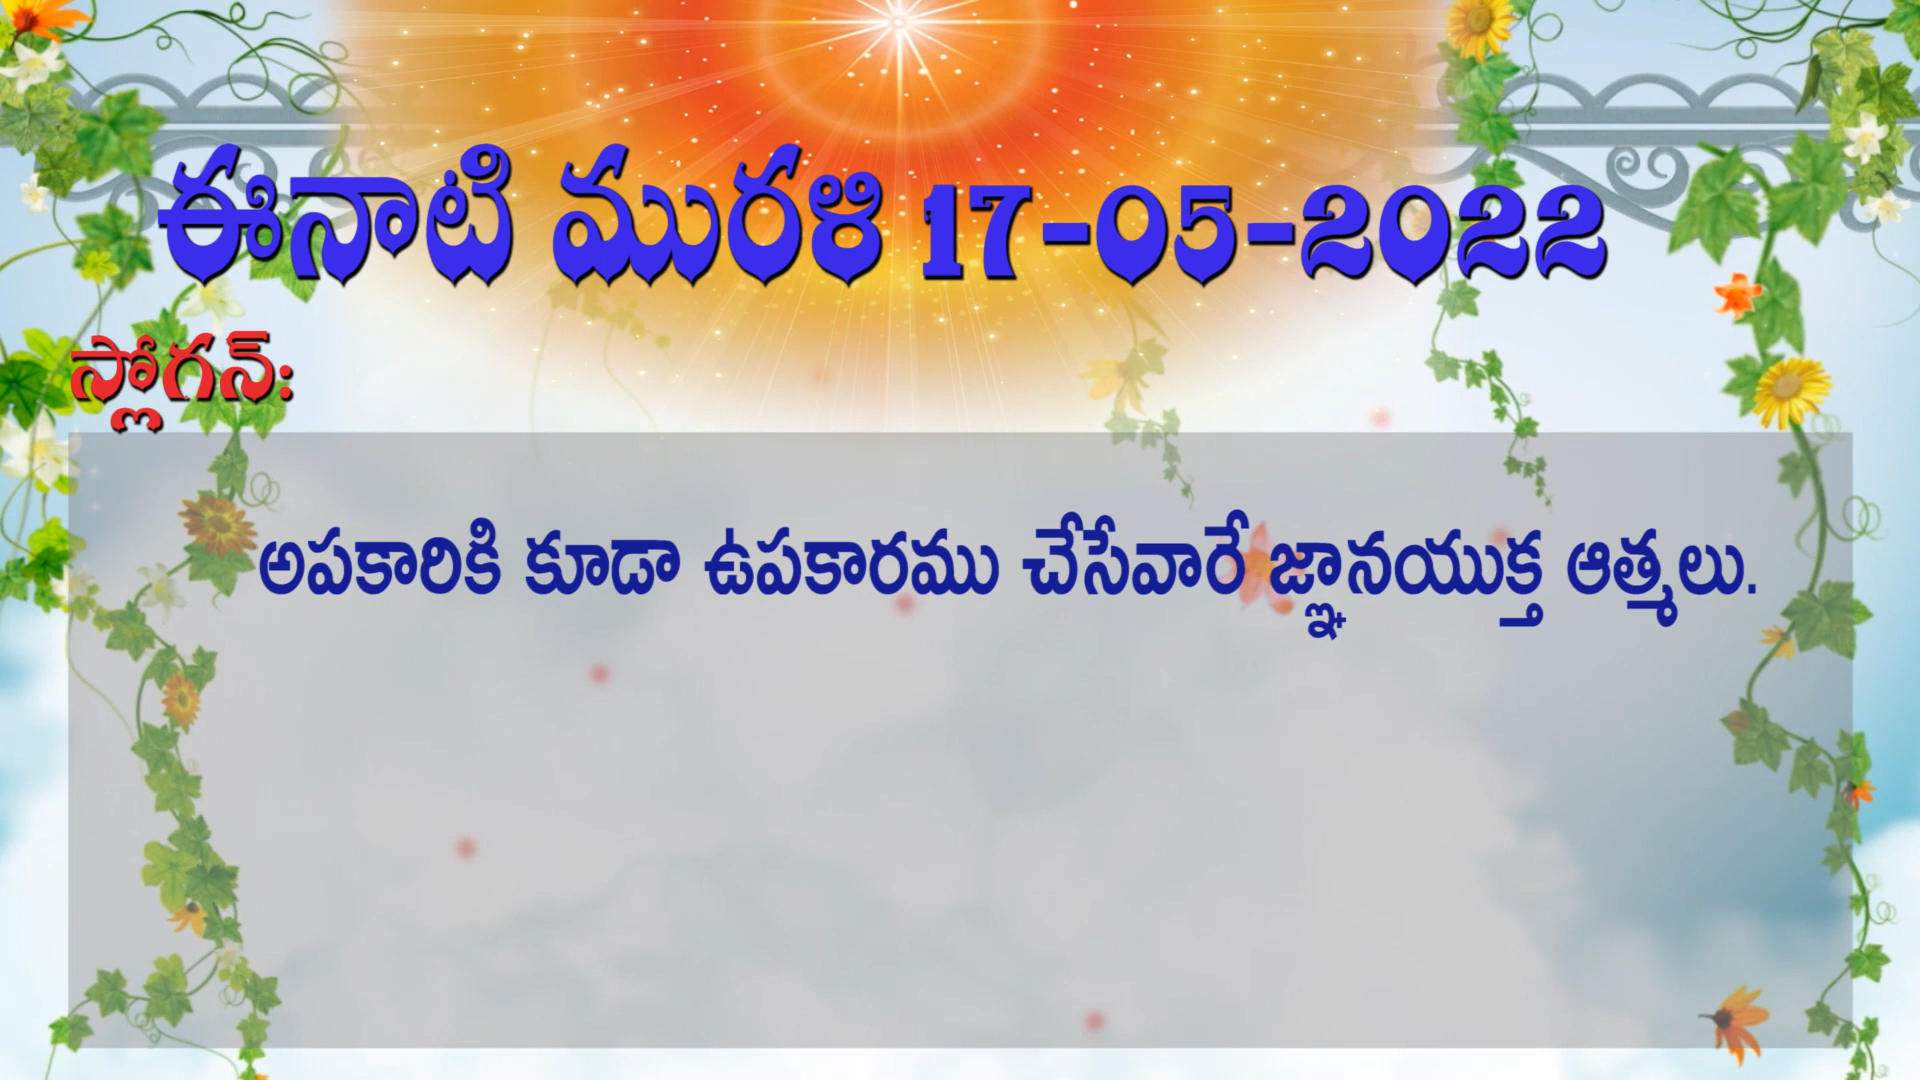 ఈనాటి మురళి 17-05-2022
స్లోగన్:
అపకారికి కూడా ఉపకారము చేసేవారే జ్ఞానయుక్త ఆత్మలు.